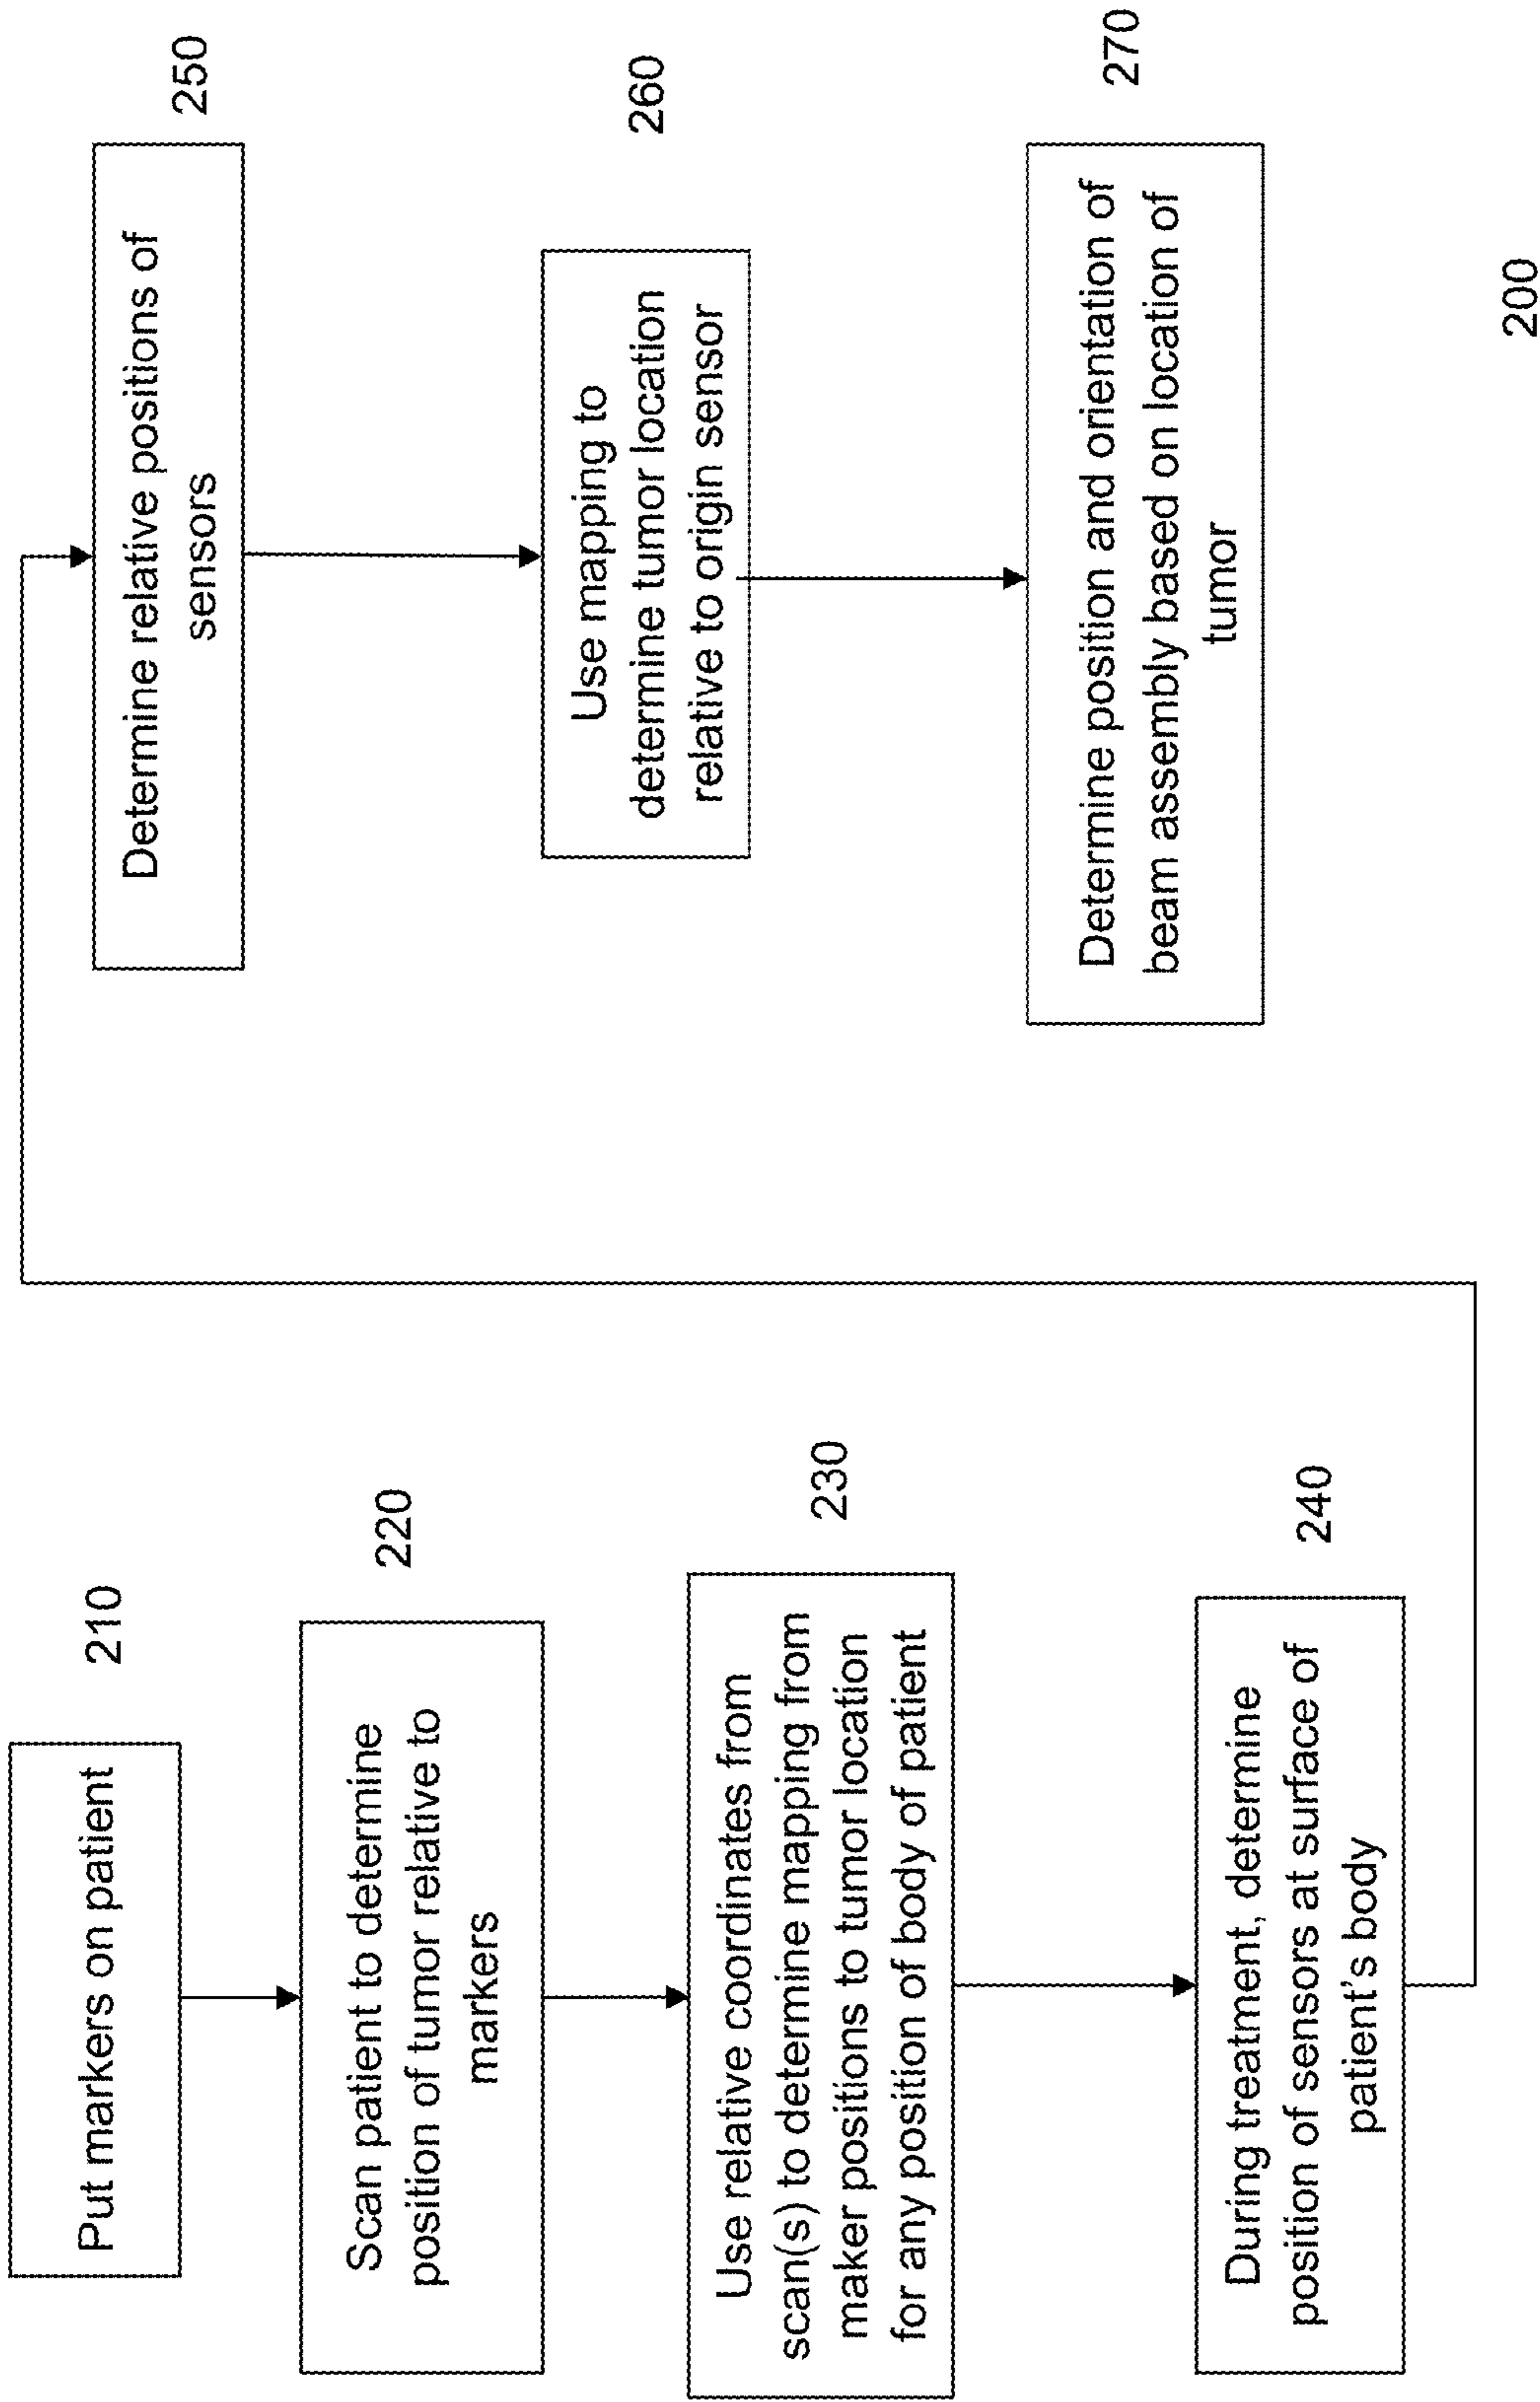 Put markers on patient
210
Scan patient to determine
position of tumor relative to
markers
220
Use relative coordinates from
scan(s) to determine mapping from
maker positions to tumor location
for any position of body of patient
230
During treatment, determine
position of sensors at surface of
patient's body
240
Determine relative positions of
sensors
250
Use mapping to
determine tumor location
relative to origin sensor
260
Determine position and orientation of
beam assembly based on location of
tumor
270
200